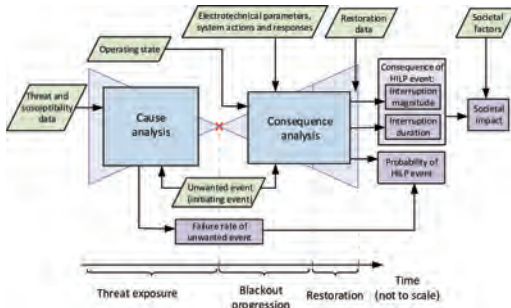 Electrotechnical parameters,
system actions and responses
Restoration
data
Societal
factors
Operating state
Threat and
susceptibility
data
Cause
analysis
Consequence
analysis
Consequence of
HILP event:
Interruption
magnitude
Interruption
duration
Societal
impact
Probability of
HILP event
Unwanted event
(initiating event)
Failure rate of
unwanted event
Threat exposure
Blackout
progression
Restoration
Time
(not to scale)